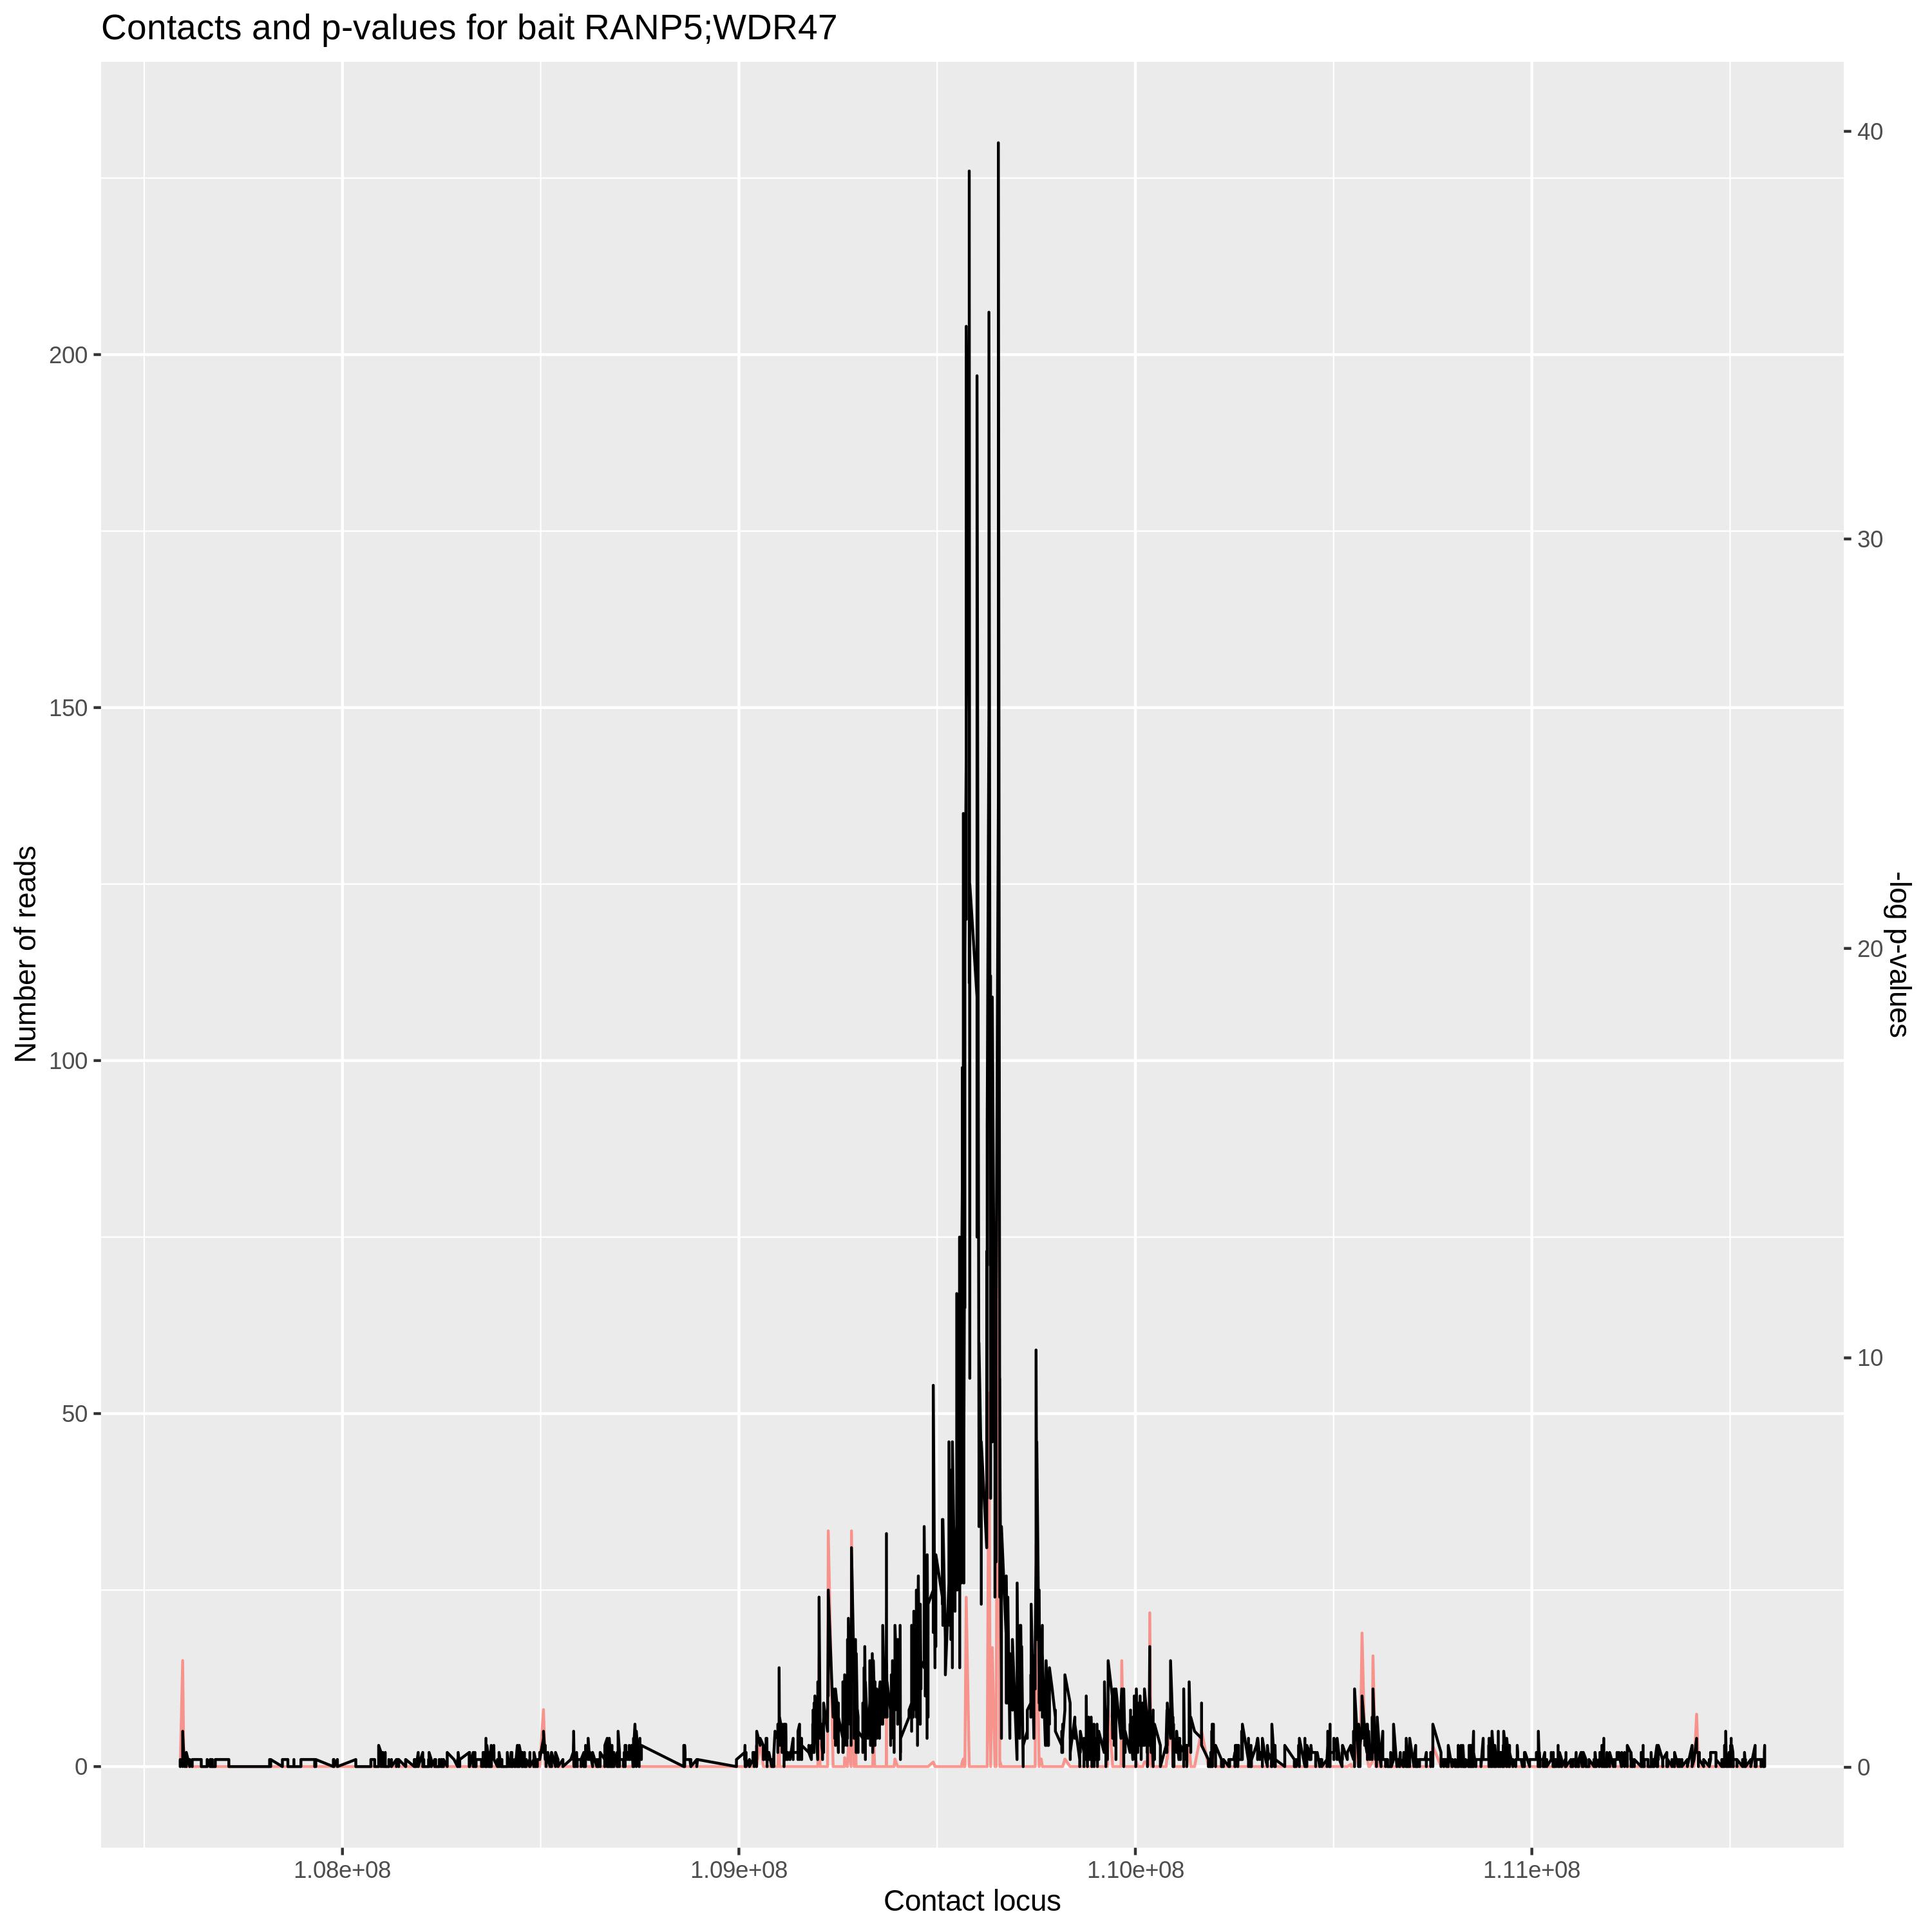 Contacts and p-values for bait RANP5;WDR47
Number of reads
200
150
100
50
0
40
30
20
10
0
-log p-values
1.08e+08
1.09e+08
1.10e+08
1.11e+08
Contact locus